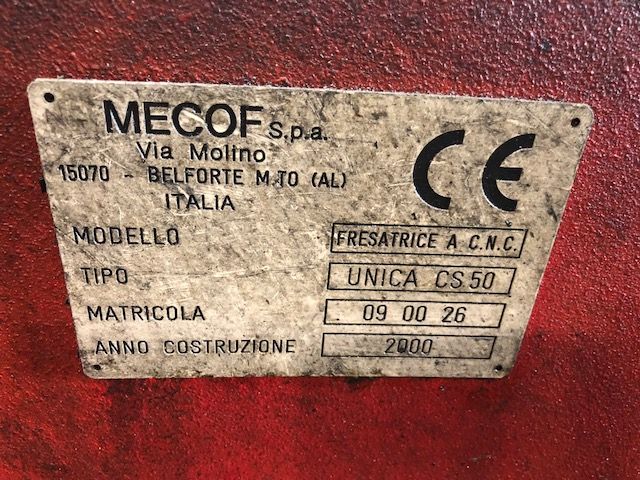 MECOF S.p.a.
Via Molino
15070 - BELFORTE M.TO (AL)
ITALIA
CE
MODELLO FRESATRICE A C.N.C.
TIPO UNICA CS 50
MATRICOLA 09 00 26
ANNO COSTRUZIONE 2000